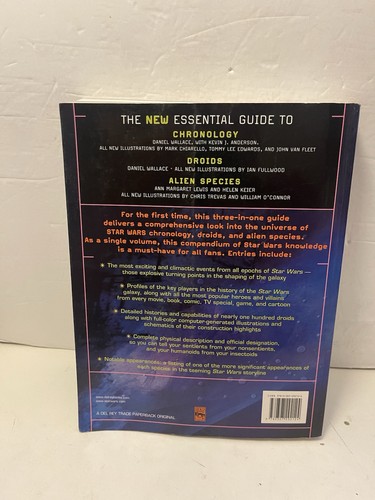 THE NEW ESSENTIAL GUIDE TO
CHRONOLOGY
DANIEL WALLACE, WITH KEVIN J. ANDERSON.
ALL NEW ILLUSTRATIONS BY MARK CHIARELLO, TOMMY LEE EDWARDS, AND JOHN VAN FLEET
DROIDS
DANIEL WALLACE · ALL NEW ILLUSTRATIONS BY IAN FULLWOOD
ALIEN SPECIES
ANN MARGARET LEWIS AND HELEN KEIER
ALL NEW ILLUSTRATIONS BY CHRIS TREVAS AND WILLIAM O'CONNOR
For the first time, this three-in-one guide
delivers a comprehensive look into the universe of
STAR WARS chronology, droids, and alien species.
As a single volume, this compendium of Star Wars knowledge
is a must-have for all fans. Entries include:
The most exciting and climactic events from all epochs of Star Wars —
those explosive turning points in the shaping of the galaxy
Profiles of the key players in the history of the Star Wars
galaxy, along with all the most popular heroes and villains
from every movie, book, comic, TV special, game, and cartoon
Detailed histories and capabilities of nearly one hundred droids
along with full-color computer-generated illustrations and
schematics of their construction highlights
Complete physical description and official designation,
so you can tell your sentients from your nonsentients,
and your humanoids from your insectoids
Notable appearances: a listing of one of the more significant appearances of
each species in the teeming Star Wars storyline
A DEL REY TRADE PAPERBACK ORIGINAL